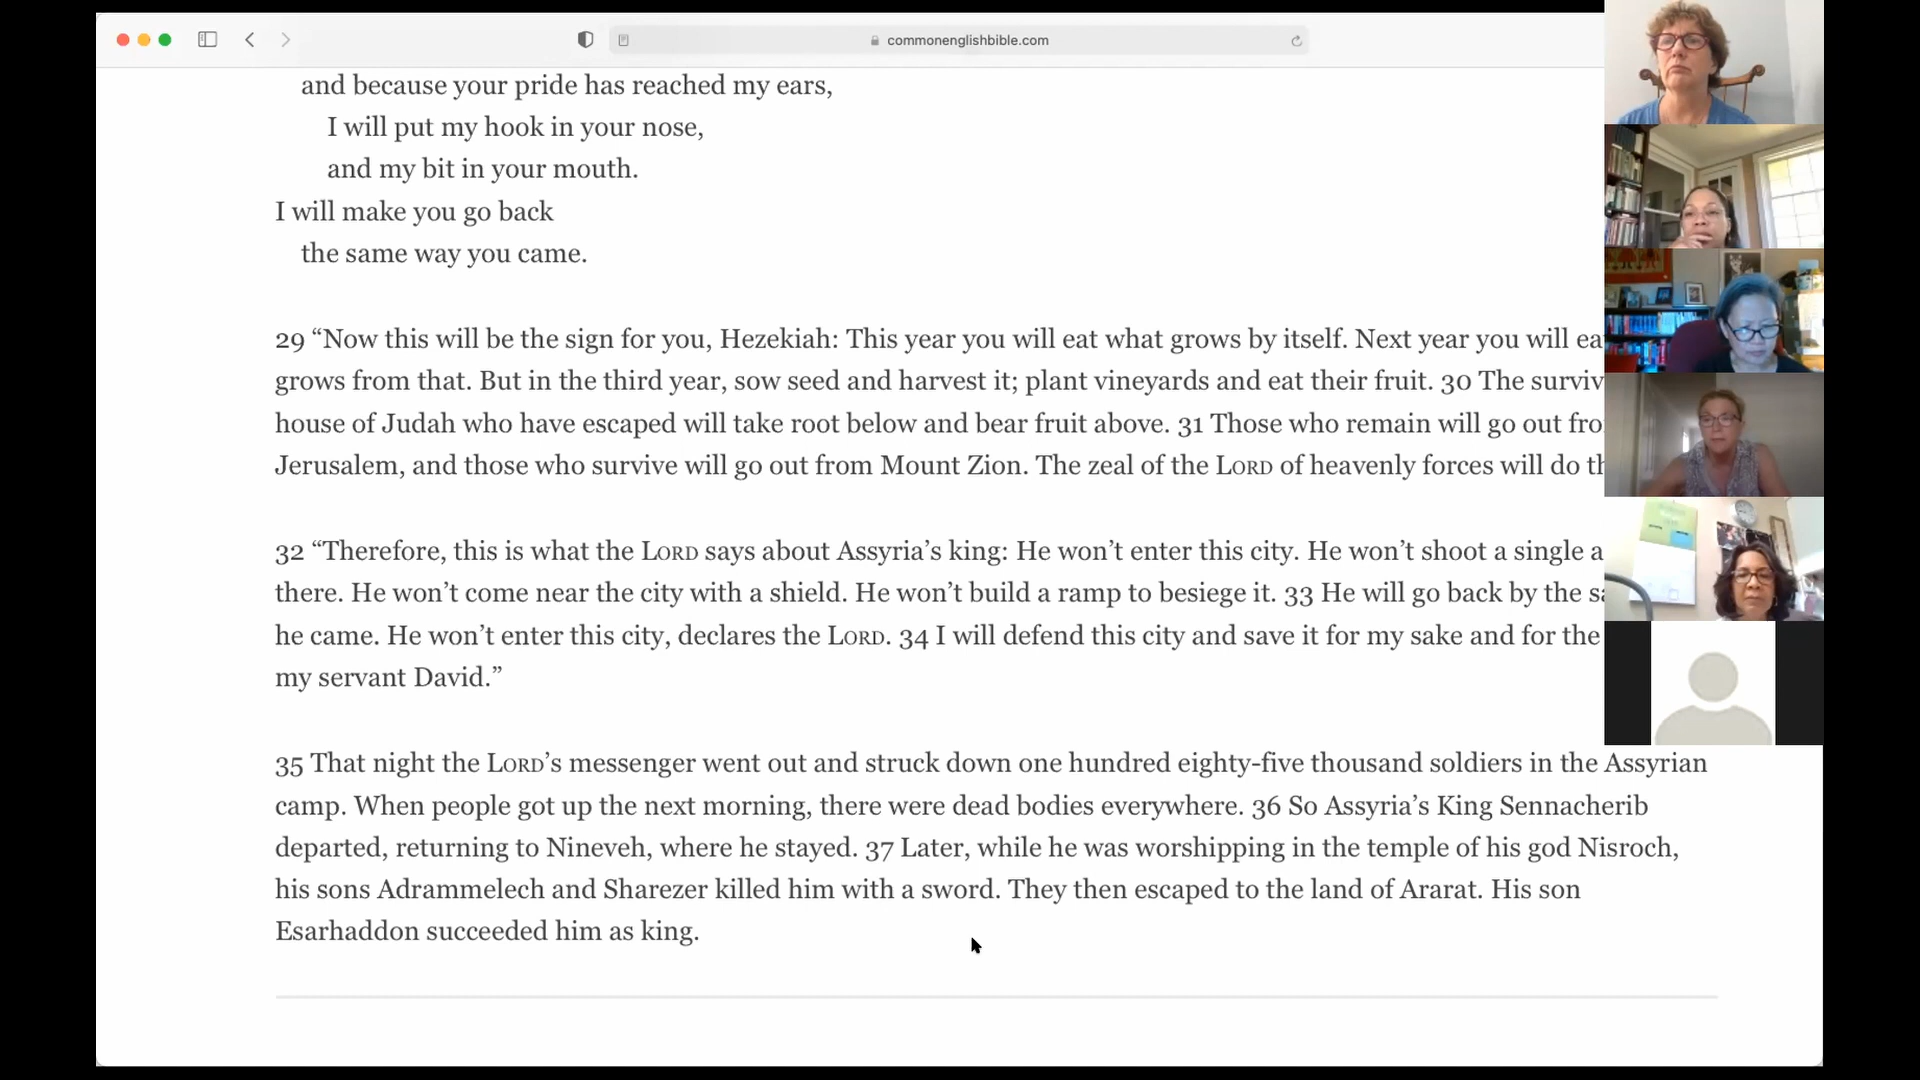 commonenglishbible.com
and because your pride has reached my ears,
I will put my hook in your nose,
and my bit in your mouth.
I will make you go back
the same way you came.
29 “Now this will be the sign for you, Hezekiah: This year you will eat what grows by itself. Next year you will ea
grows from that. But in the third year, sow seed and harvest it; plant vineyards and eat their fruit. 30 The surviv
house of Judah who have escaped will take root below and bear fruit above. 31 Those who remain will go out fro
Jerusalem, and those who survive will go out from Mount Zion. The zeal of the LORD of heavenly forces will do th
32 “Therefore, this is what the LORD says about Assyria’s king: He won’t enter this city. He won’t shoot a single a
there. He won’t come near the city with a shield. He won’t build a ramp to besiege it. 33 He will go back by the sa
he came. He won’t enter this city, declares the LORD. 34 I will defend this city and save it for my sake and for the
my servant David.”
35 That night the LORD’s messenger went out and struck down one hundred eighty-five thousand soldiers in the Assyrian
camp. When people got up the next morning, there were dead bodies everywhere. 36 So Assyria’s King Sennacherib
departed, returning to Nineveh, where he stayed. 37 Later, while he was worshipping in the temple of his god Nisroch,
his sons Adrammelech and Sharezer killed him with a sword. They then escaped to the land of Ararat. His son
Esarhaddon succeeded him as king.